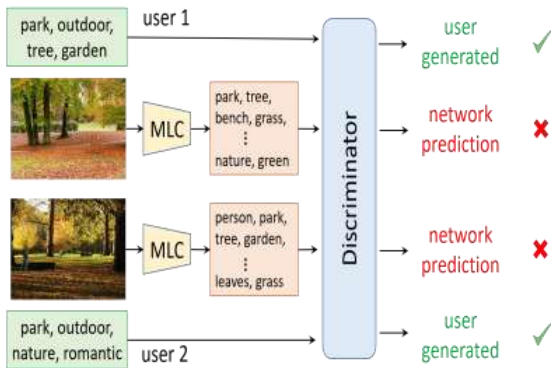 park, outdoor,
tree, garden
user 1
user
generated
MLC
park, tree,
bench, grass,
⋮
nature, green
network
prediction
Discriminator
MLC
person, park,
tree, garden,
⋮
leaves, grass
network
prediction
park, outdoor,
nature, romantic
user 2
user
generated